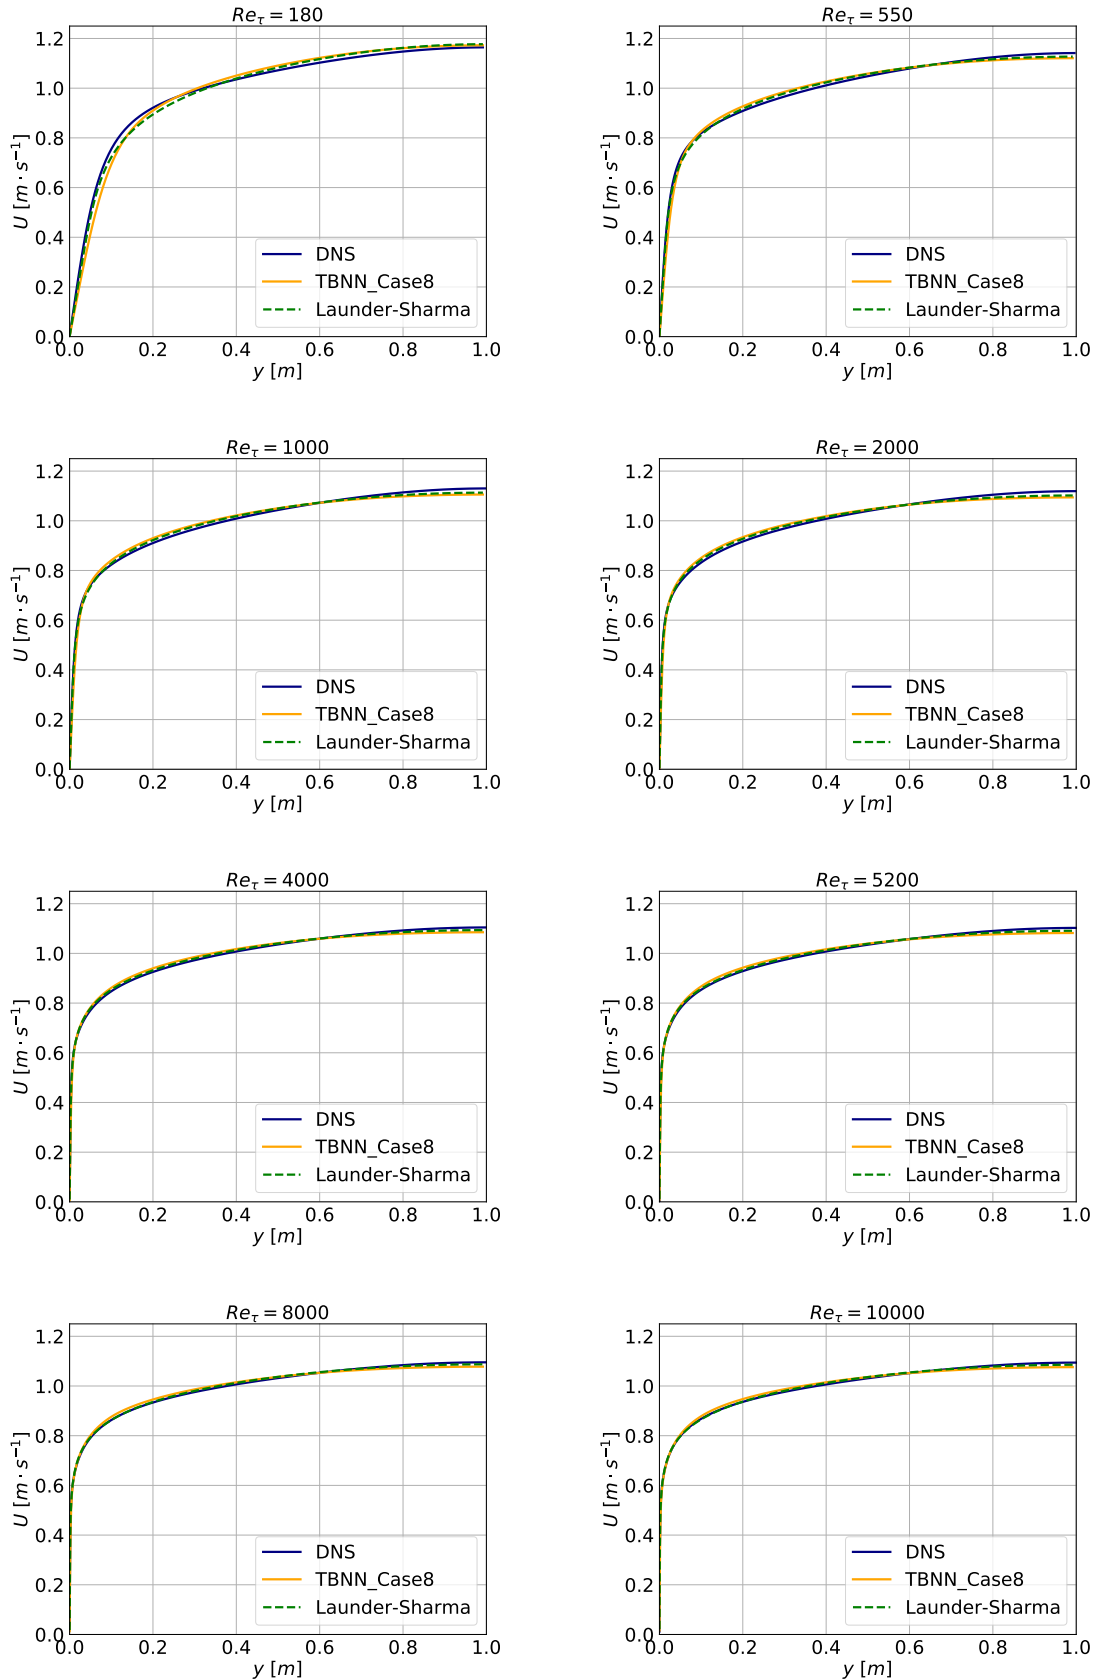 Re_τ = 180
U [m · s⁻¹]
1.2
1.0
0.8
0.6
0.4
0.2
0.0
DNS
TBNN_Case8
Launder-Sharma
0.0 0.2 0.4 0.6 0.8 1.0
y [m]
Re_τ = 550
U [m · s⁻¹]
1.2
1.0
0.8
0.6
0.4
0.2
0.0
DNS
TBNN_Case8
Launder-Sharma
0.0 0.2 0.4 0.6 0.8 1.0
y [m]
Re_τ = 1000
U [m · s⁻¹]
1.2
1.0
0.8
0.6
0.4
0.2
0.0
DNS
TBNN_Case8
Launder-Sharma
0.0 0.2 0.4 0.6 0.8 1.0
y [m]
Re_τ = 2000
U [m · s⁻¹]
1.2
1.0
0.8
0.6
0.4
0.2
0.0
DNS
TBNN_Case8
Launder-Sharma
0.0 0.2 0.4 0.6 0.8 1.0
y [m]
Re_τ = 4000
U [m · s⁻¹]
1.2
1.0
0.8
0.6
0.4
0.2
0.0
DNS
TBNN_Case8
Launder-Sharma
0.0 0.2 0.4 0.6 0.8 1.0
y [m]
Re_τ = 5200
U [m · s⁻¹]
1.2
1.0
0.8
0.6
0.4
0.2
0.0
DNS
TBNN_Case8
Launder-Sharma
0.0 0.2 0.4 0.6 0.8 1.0
y [m]
Re_τ = 8000
U [m · s⁻¹]
1.2
1.0
0.8
0.6
0.4
0.2
0.0
DNS
TBNN_Case8
Launder-Sharma
0.0 0.2 0.4 0.6 0.8 1.0
y [m]
Re_τ = 10000
U [m · s⁻¹]
1.2
1.0
0.8
0.6
0.4
0.2
0.0
DNS
TBNN_Case8
Launder-Sharma
0.0 0.2 0.4 0.6 0.8 1.0
y [m]